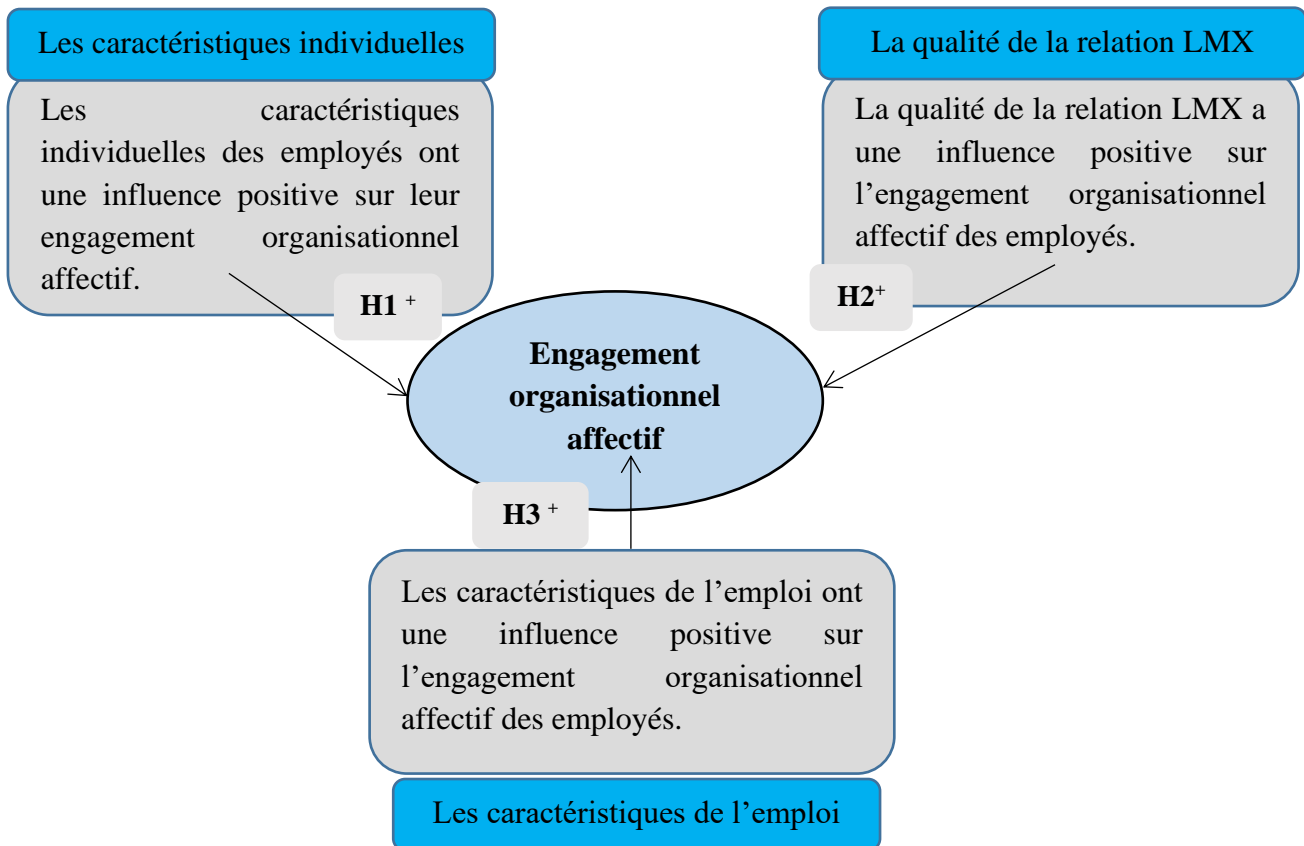 Les caractéristiques individuelles
Les caractéristiques
individuelles des employés ont
une influence positive sur leur
engagement organisationnel
affectif.
H1 +
La qualité de la relation LMX
La qualité de la relation LMX a
une influence positive sur
l’engagement organisationnel
affectif des employés.
H2+
Engagement
organisationnel
affectif
H3 +
Les caractéristiques de l’emploi ont
une influence positive sur
l’engagement organisationnel
affectif des employés.
Les caractéristiques de l’emploi